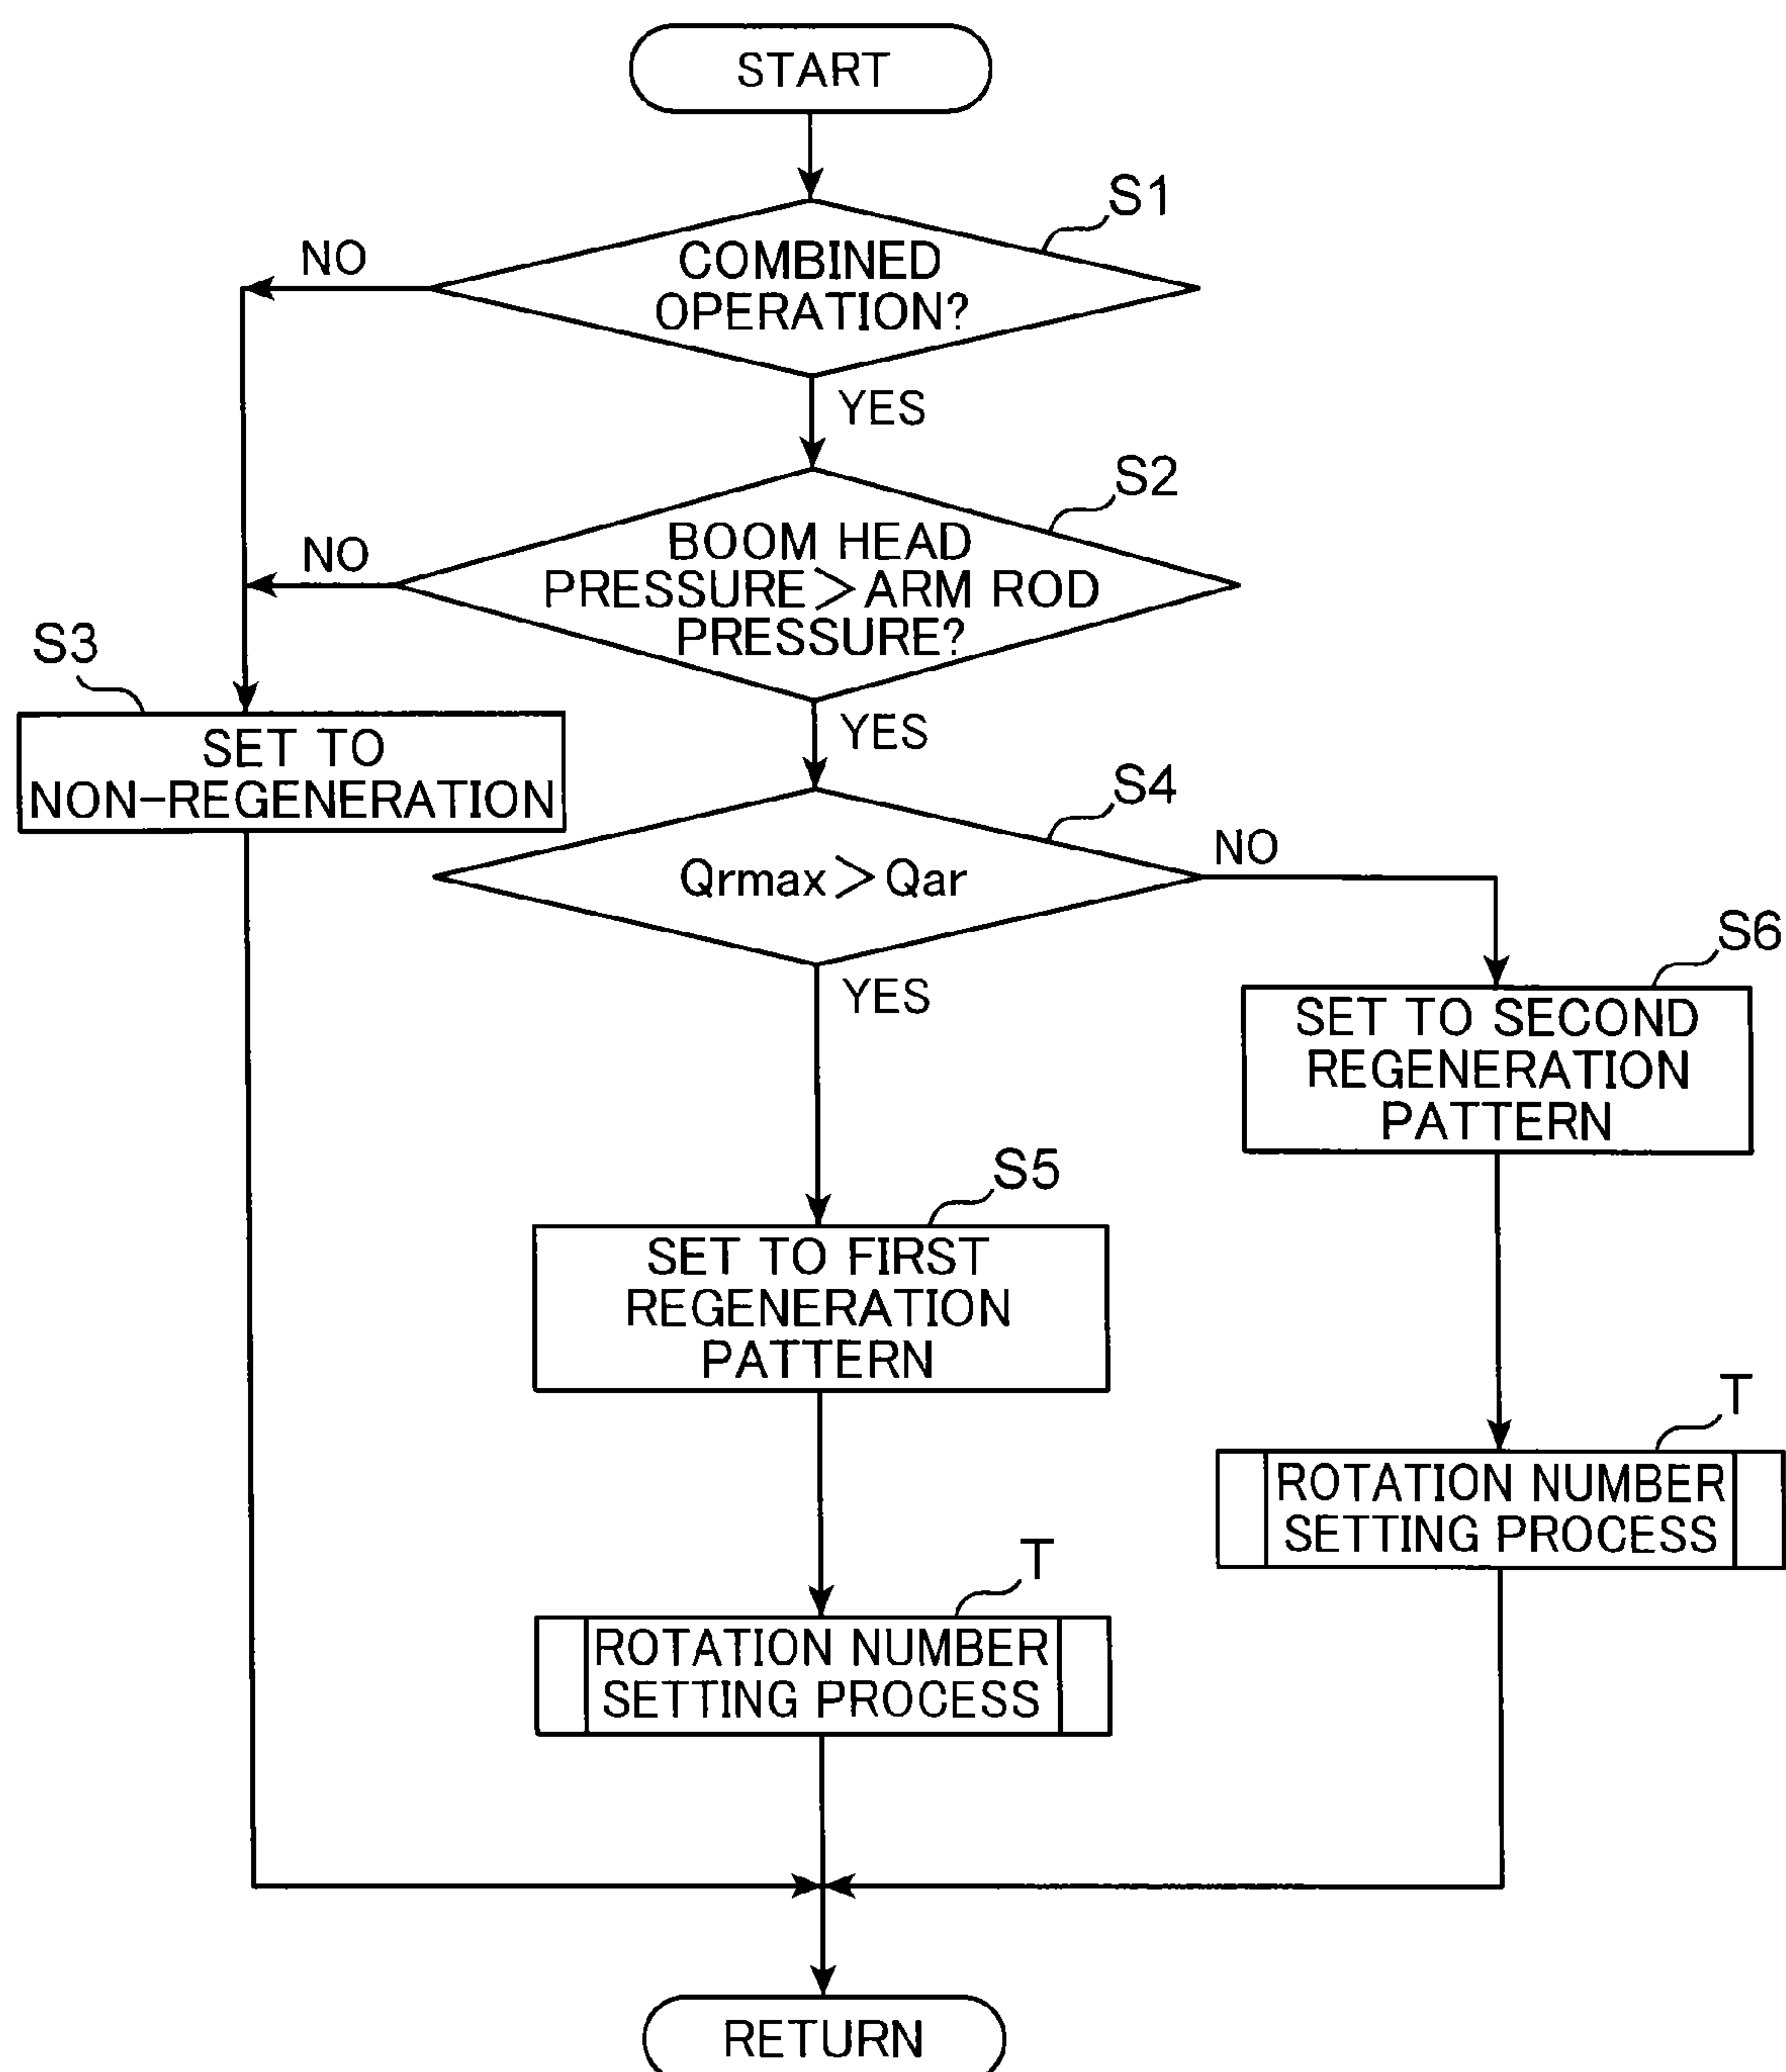 START
S1
COMBINED
OPERATION?
NO
YES
S2
BOOM HEAD
PRESSURE>ARM ROD
PRESSURE?
NO
YES
S3
SET TO
NON-REGENERATION
S4
Qrmax>Qar
NO
YES
S6
SET TO SECOND
REGENERATION
PATTERN
S5
SET TO FIRST
REGENERATION
PATTERN
T
ROTATION NUMBER
SETTING PROCESS
T
ROTATION NUMBER
SETTING PROCESS
RETURN